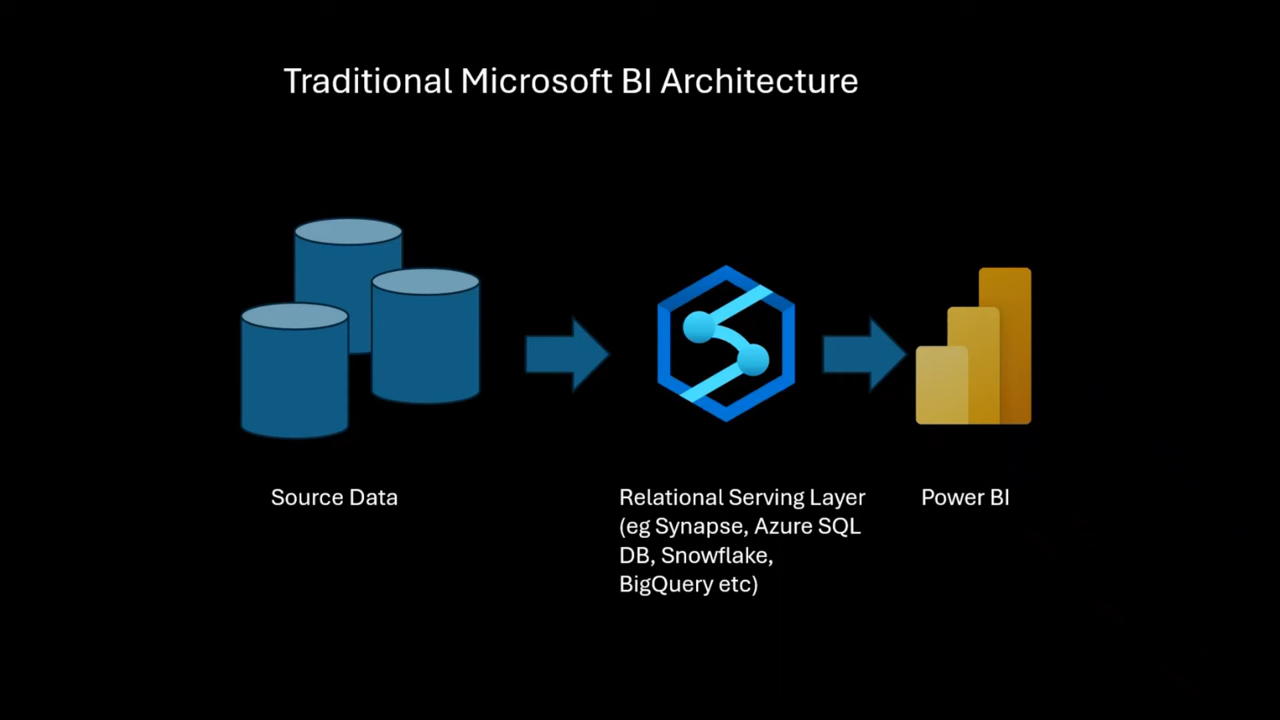 Traditional Microsoft BI Architecture
Source Data
Relational Serving Layer
(eg Synapse, Azure SQL
DB, Snowflake,
BigQuery etc)
Power BI